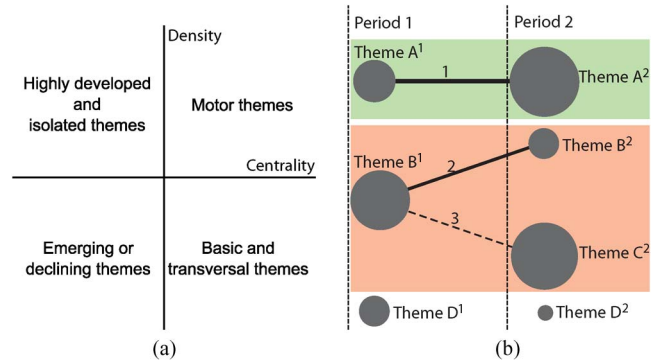 Density
Highly developed
and
isolated themes
Motor themes
Centrality
Emerging or
declining themes
Basic and
transversal themes
(a)
Period 1
Period 2
Theme A¹
1
Theme A²
Theme B¹
2
Theme B²
3
Theme C²
Theme D¹
Theme D²
(b)